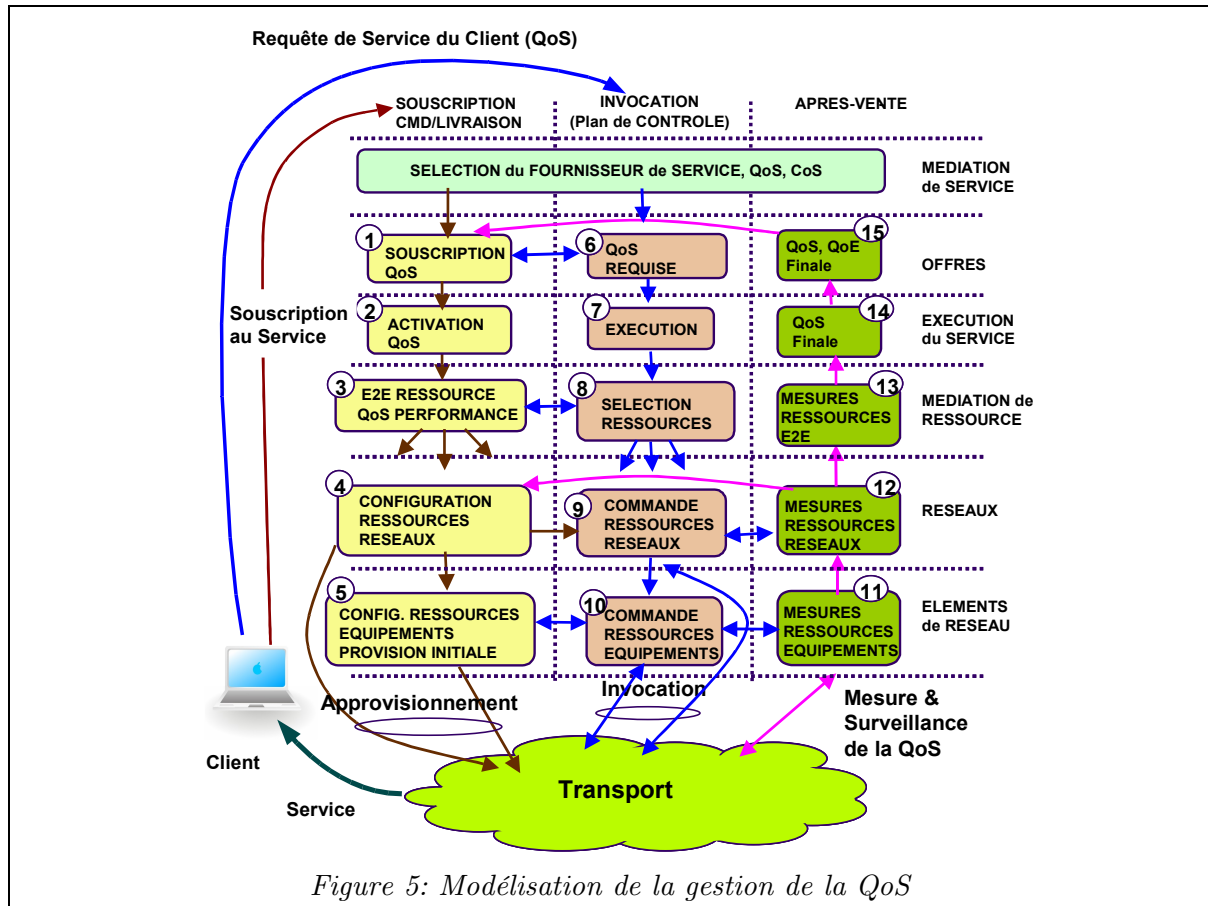 Requête de Service du Client (QoS)
SOUSCRIPTION
CMD/LIVRAISON
INVOCATION
(Plan de CONTROLE)
APRES-VENTE
SELECTION du FOURNISSEUR de SERVICE, QoS, CoS
MEDIATION
de SERVICE
1
SOUSCRIPTION
QoS
6
QoS
REQUISE
15
QoS, QoE
Finale
OFFRES
Souscription
au Service
2
ACTIVATION
QoS
7
EXECUTION
14
QoS
Finale
EXECUTION
du SERVICE
3
E2E RESSOURCE
QoS PERFORMANCE
8
SELECTION
RESSOURCES
13
MESURES
RESSOURCES
E2E
MEDIATION de
RESSOURCE
4
CONFIGURATION
RESSOURCES
RESEAUX
9
COMMANDE
RESSOURCES
RESEAUX
12
MESURES
RESSOURCES
RESEAUX
RESEAUX
5
CONFIG. RESSOURCES
EQUIPEMENTS
PROVISION INITIALE
10
COMMANDE
RESSOURCES
EQUIPEMENTS
11
MESURES
RESSOURCES
EQUIPEMENTS
ELEMENTS
de RESEAU
Approvisionnement
Invocation
Mesure &
Surveillance
de la QoS
Client
Service
Transport
Figure 5: Modélisation de la gestion de la QoS